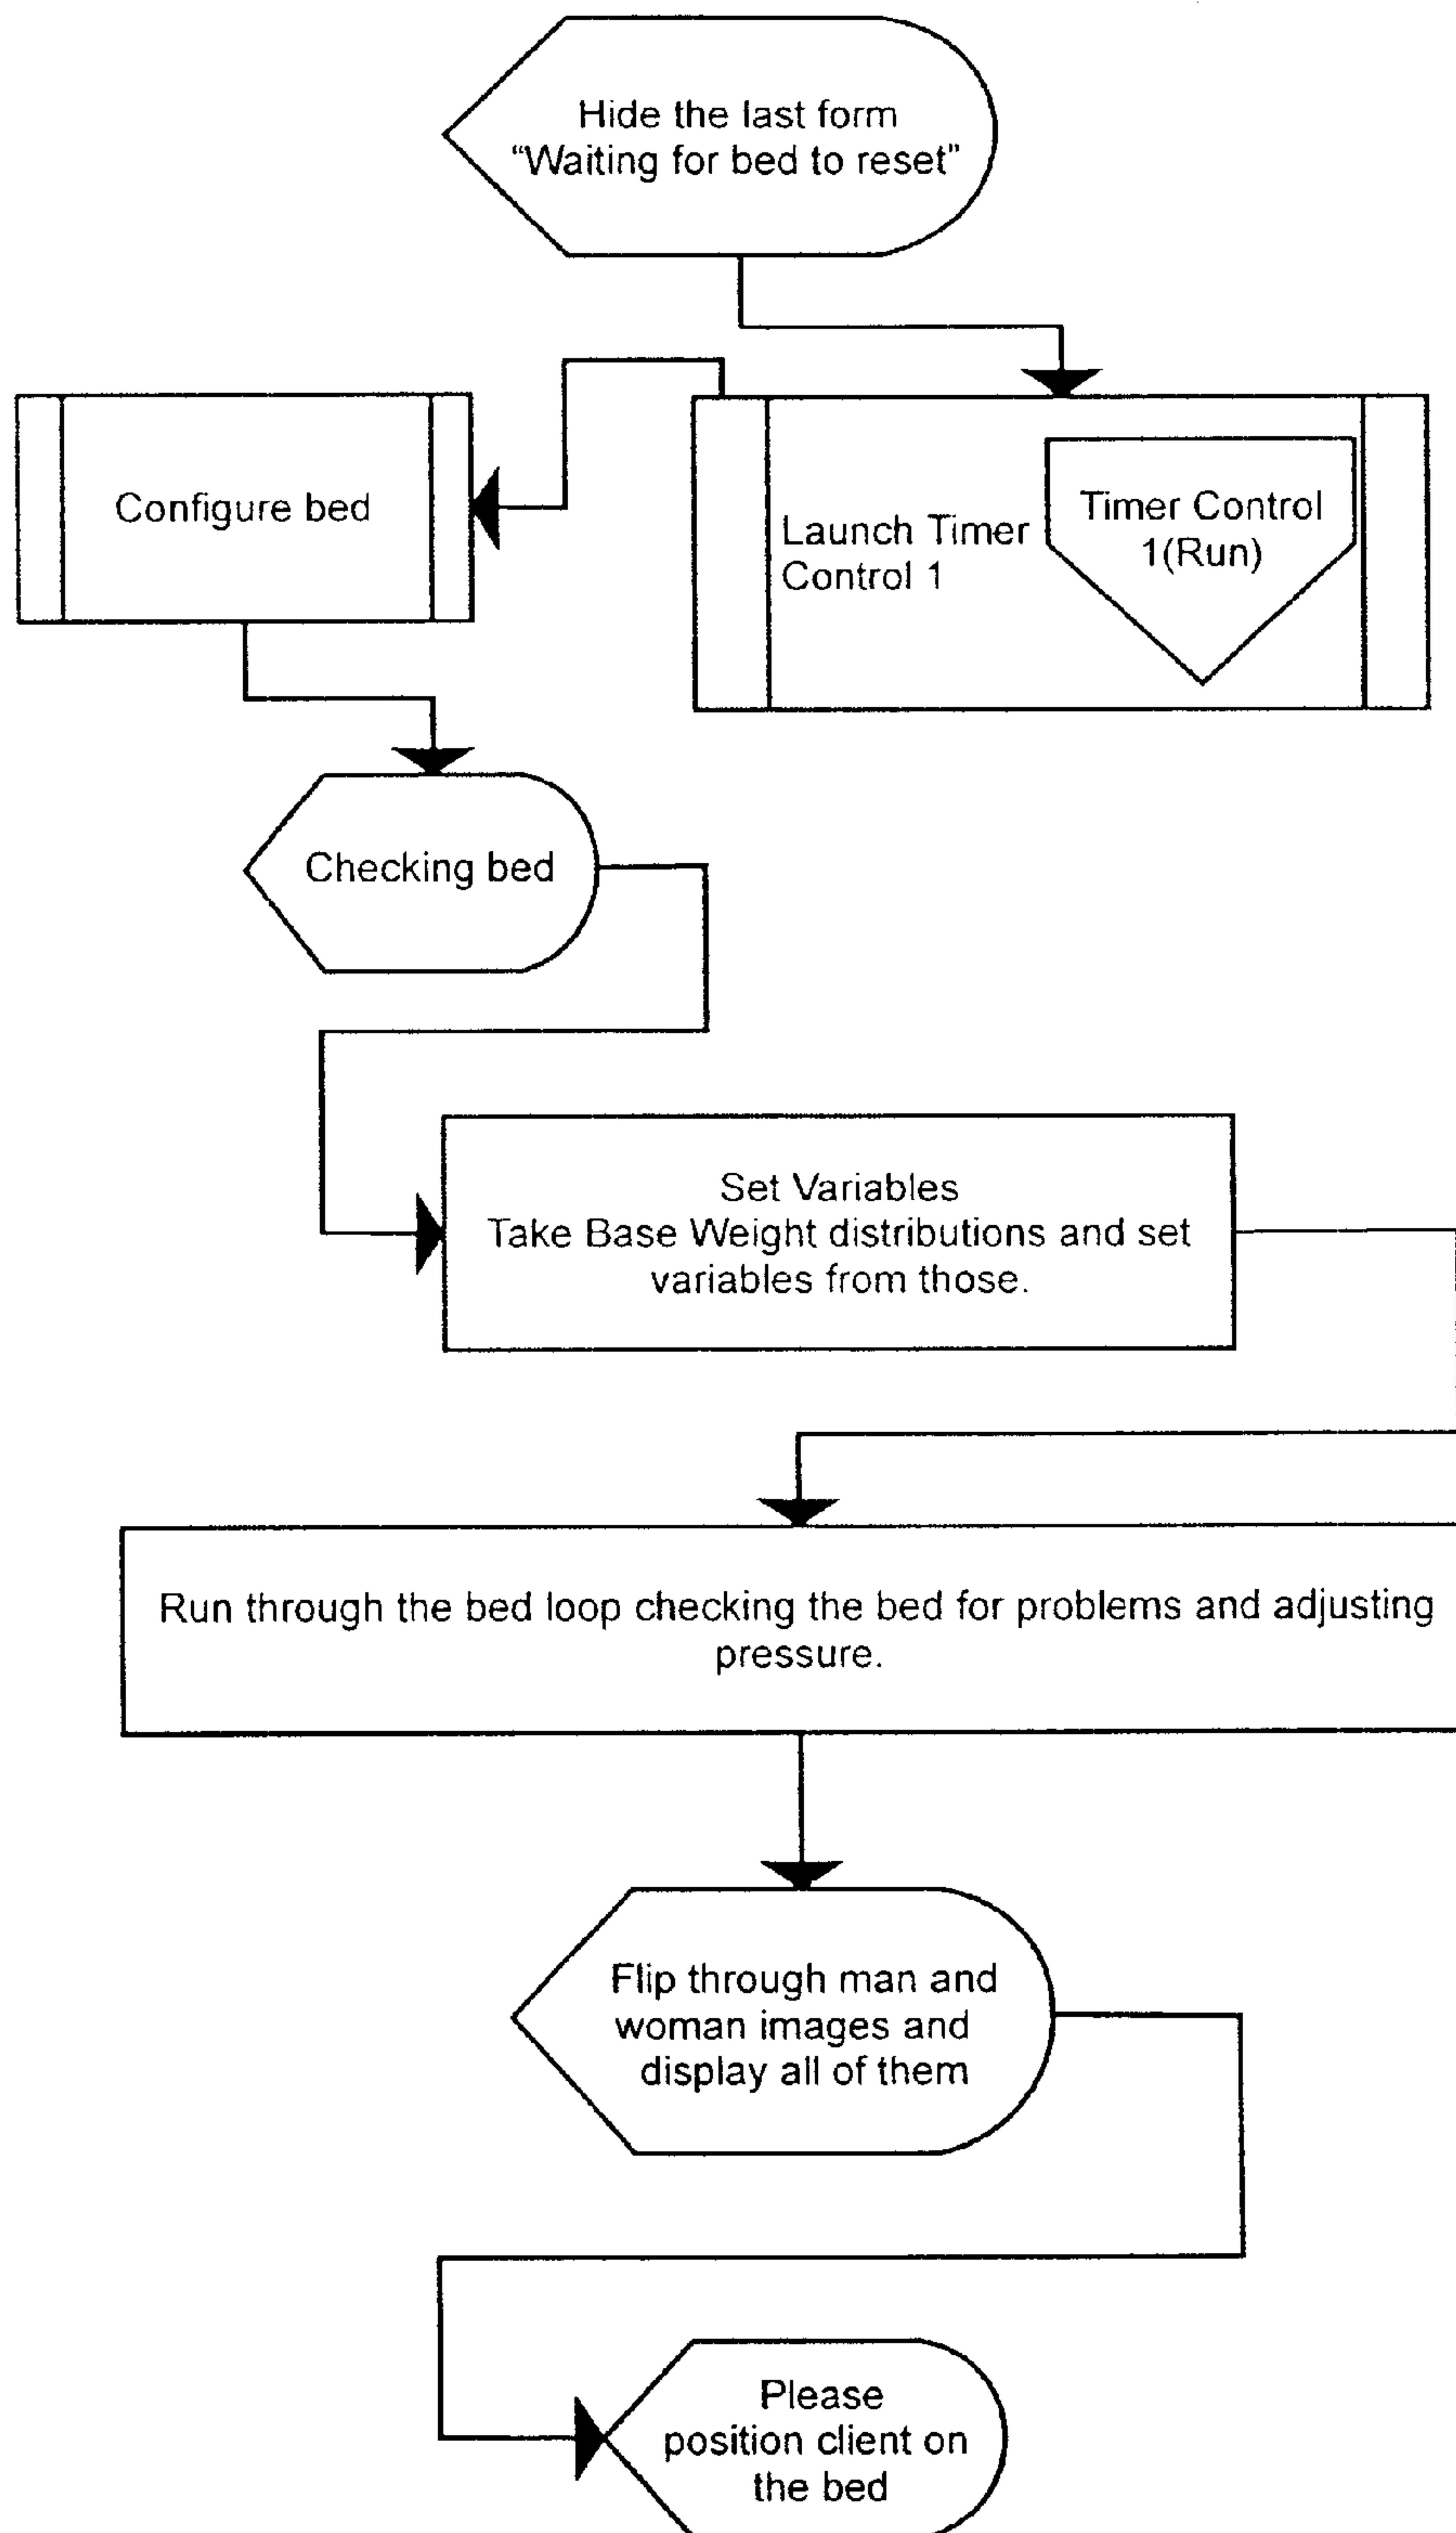 Hide the last form
“Waiting for bed to reset”
Configure bed
Launch Timer
Control 1
Timer Control
1(Run)
Checking bed
Set Variables
Take Base Weight distributions and set
variables from those.
Run through the bed loop checking the bed for problems and adjusting
pressure.
Flip through man and
woman images and
display all of them
Please
position client on
the bed